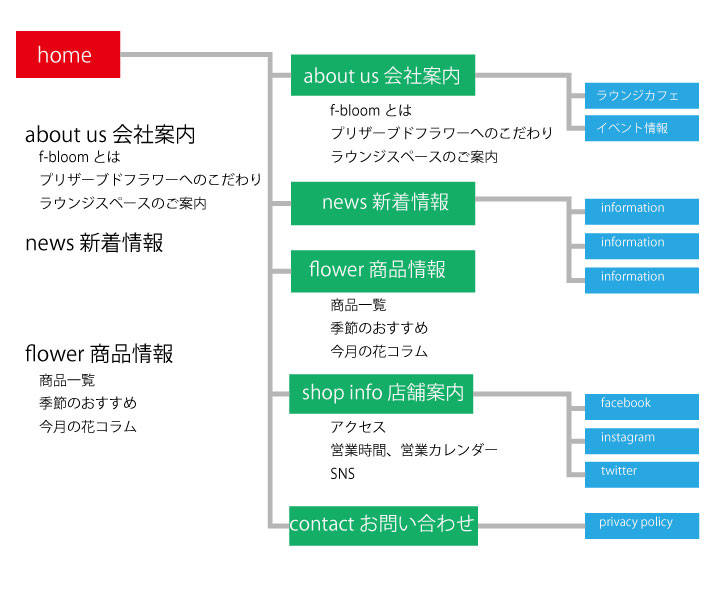 home
about us 会社案内
f-bloom とは
プリザーブドフラワーへのこだわり
ラウンジスペースのご案内
news 新着情報
flower 商品情報
商品一覧
季節のおすすめ
今月の花コラム
about us 会社案内
f-bloom とは
プリザーブドフラワーへのこだわり
ラウンジスペースのご案内
ラウンジカフェ
イベント情報
news 新着情報
information
information
information
flower 商品情報
商品一覧
季節のおすすめ
今月の花コラム
shop info 店舗案内
アクセス
営業時間、営業カレンダー
SNS
facebook
instagram
twitter
contact お問い合わせ
privacy policy